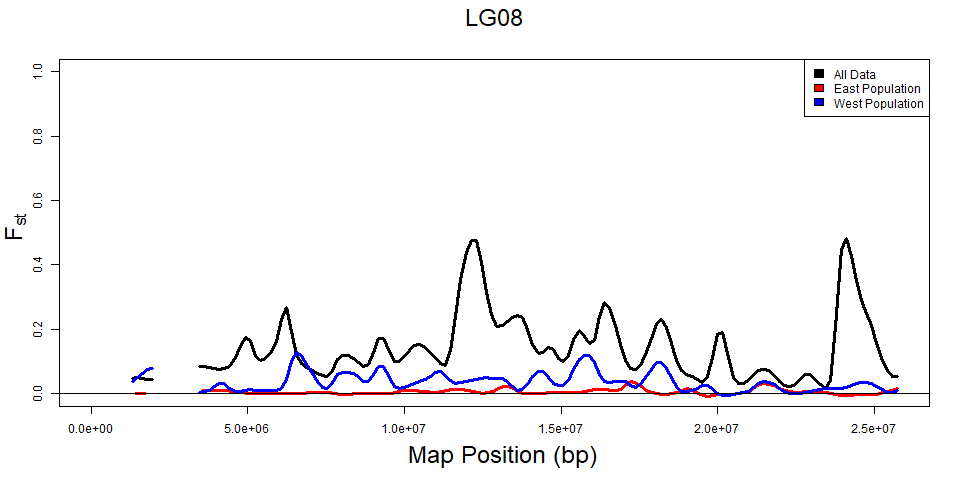 LG08
All Data
East Population
West Population
1.0
0.8
0.6
0.4
0.2
0.0
Fst
0.0e+00 5.0e+06 1.0e+07 1.5e+07 2.0e+07 2.5e+07
Map Position (bp)